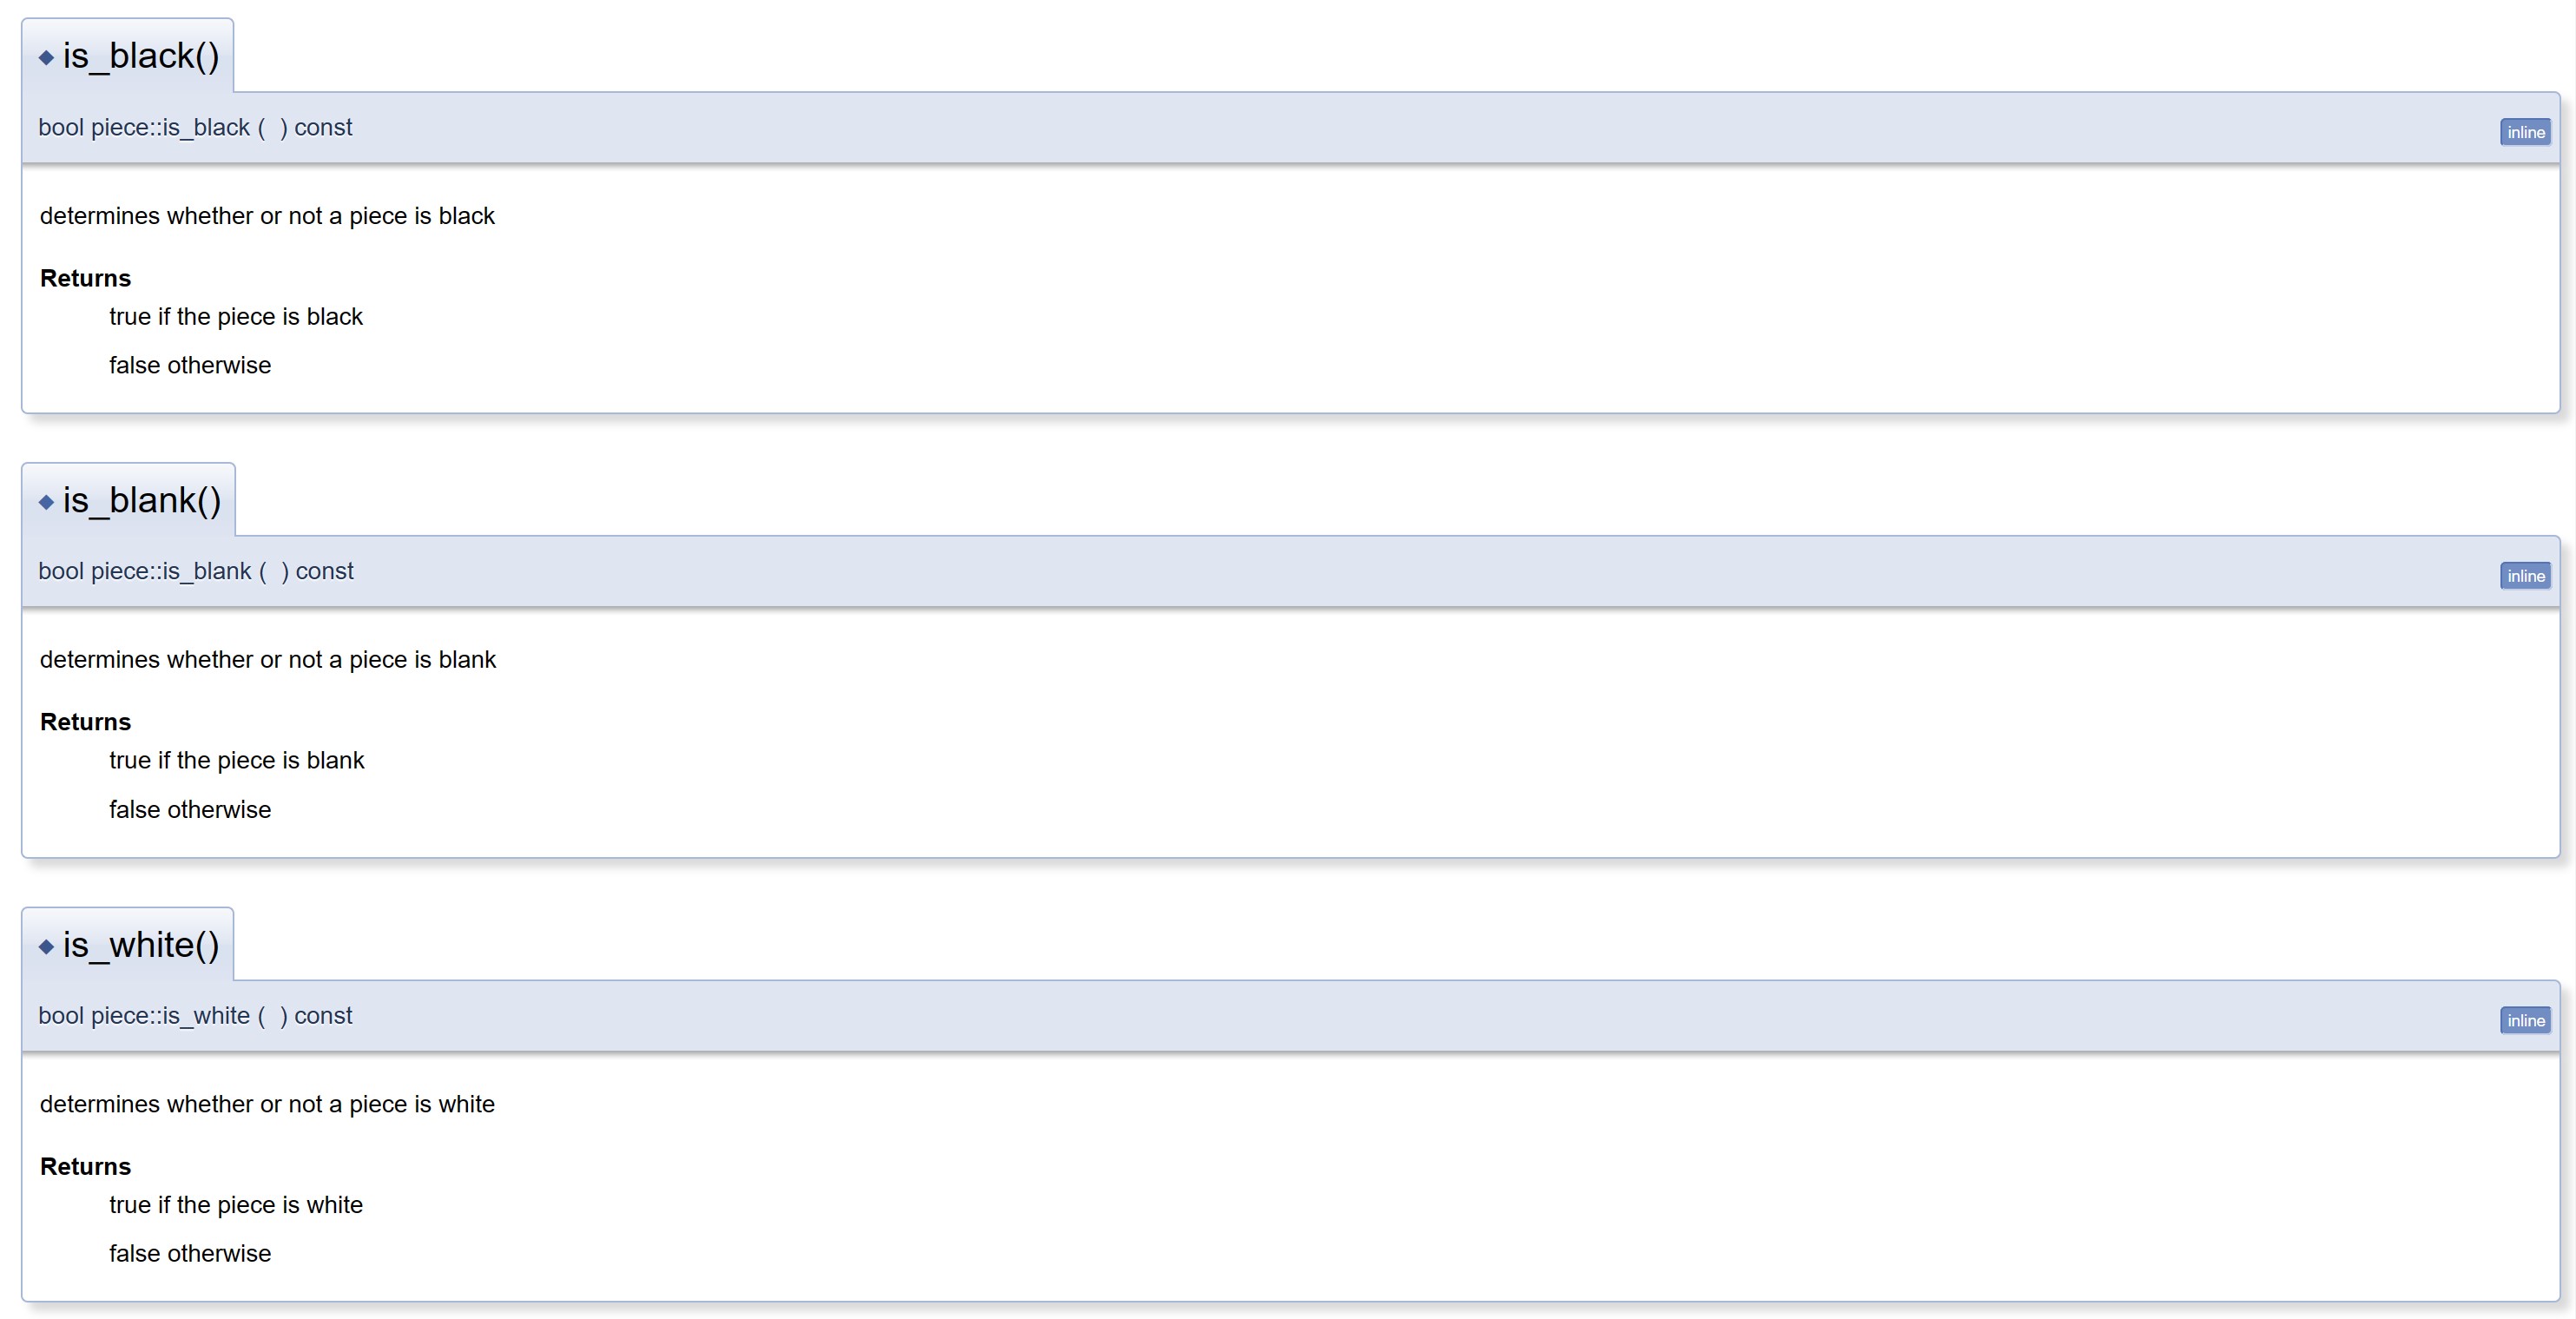 ◆ is_black()
bool piece::is_black ( ) const inline
determines whether or not a piece is black
Returns
true if the piece is black
false otherwise
◆ is_blank()
bool piece::is_blank ( ) const inline
determines whether or not a piece is blank
Returns
true if the piece is blank
false otherwise
◆ is_white()
bool piece::is_white ( ) const inline
determines whether or not a piece is white
Returns
true if the piece is white
false otherwise